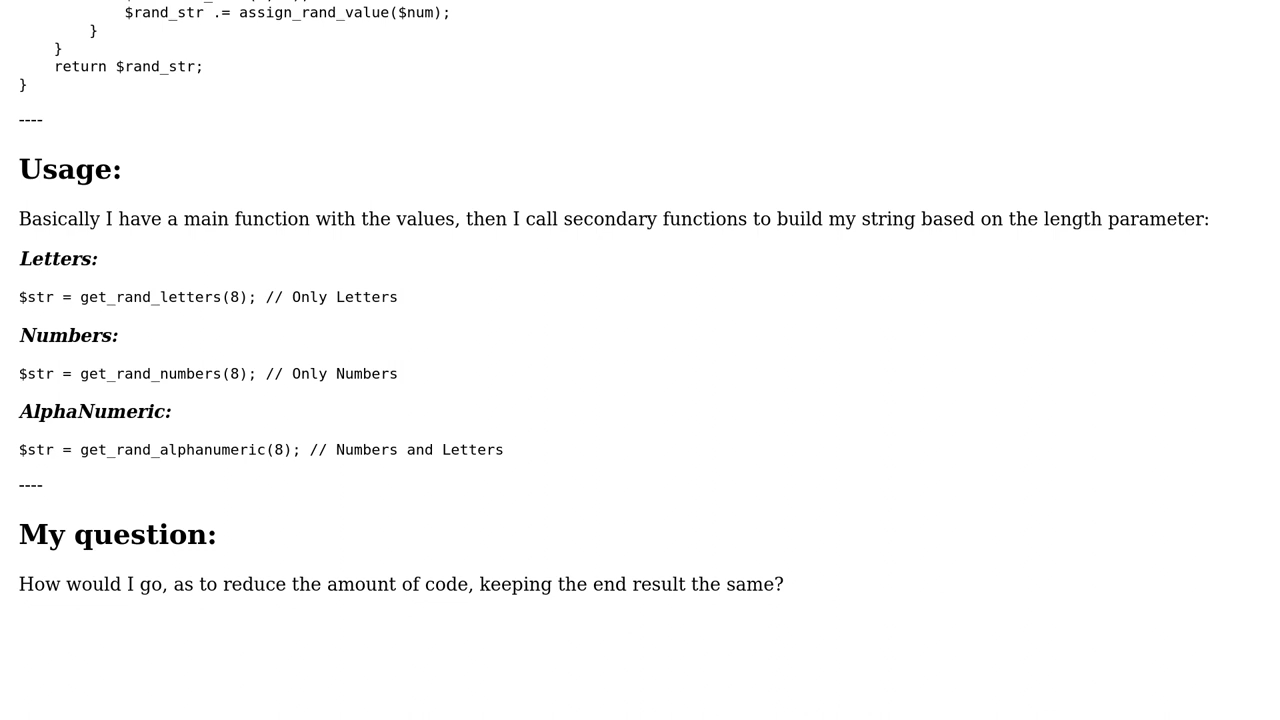 $rand_str .= assign_rand_value($num);
}
}
return $rand_str;
}
----
Usage:
Basically I have a main function with the values, then I call secondary functions to build my string based on the length parameter:
Letters:
$str = get_rand_letters(8); // Only Letters
Numbers:
$str = get_rand_numbers(8); // Only Numbers
AlphaNumeric:
$str = get_rand_alphanumeric(8); // Numbers and Letters
----
My question:
How would I go, as to reduce the amount of code, keeping the end result the same?